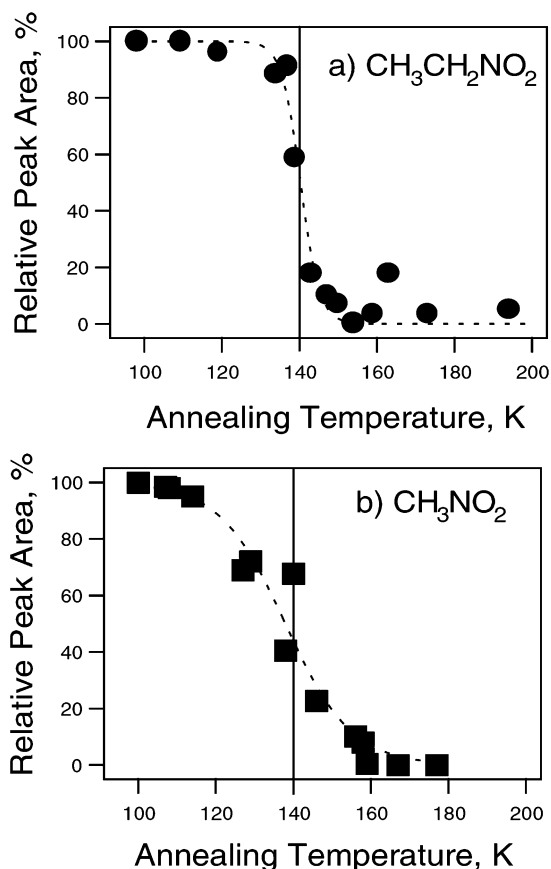 Relative Peak Area, %
100
80
60
40
20
0
a) CH₃CH₂NO₂
100 120 140 160 180 200
Annealing Temperature, K
Relative Peak Area, %
100
80
60
40
20
0
b) CH₃NO₂
100 120 140 160 180 200
Annealing Temperature, K